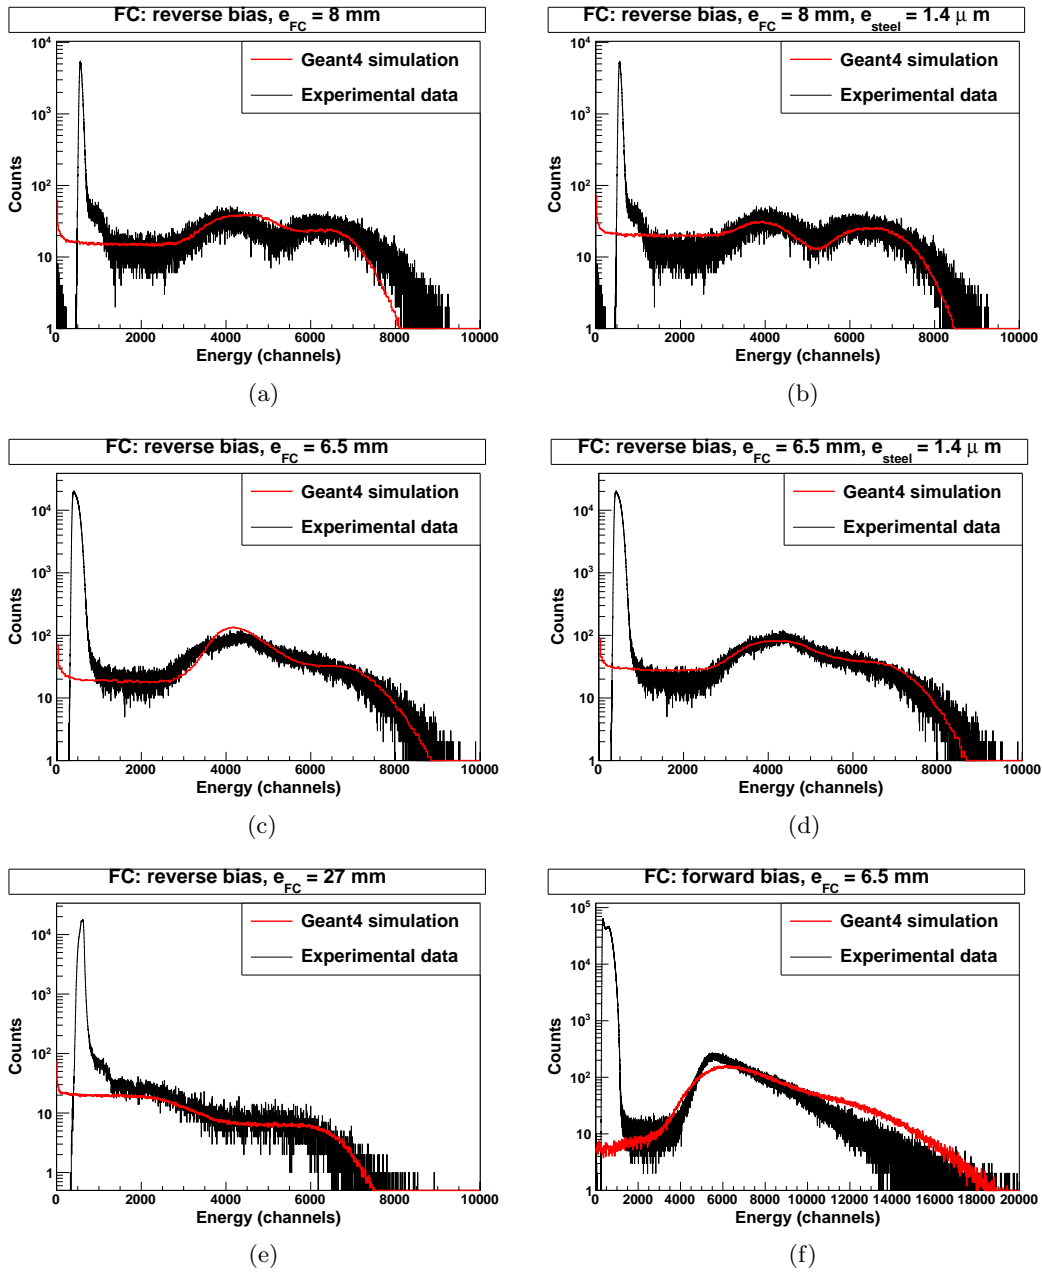 FC: reverse bias, e_FC = 8 mm
Counts
10^4
10^3
10^2
10
1
Geant4 simulation
Experimental data
0 2000 4000 6000 8000 10000
Energy (channels)
(a)
FC: reverse bias, e_FC = 8 mm, e_steel = 1.4 μ m
Counts
10^4
10^3
10^2
10
1
Geant4 simulation
Experimental data
0 2000 4000 6000 8000 10000
Energy (channels)
(b)
FC: reverse bias, e_FC = 6.5 mm
Counts
10^4
10^3
10^2
10
1
Geant4 simulation
Experimental data
0 2000 4000 6000 8000 10000
Energy (channels)
(c)
FC: reverse bias, e_FC = 6.5 mm, e_steel = 1.4 μ m
Counts
10^4
10^3
10^2
10
1
Geant4 simulation
Experimental data
0 2000 4000 6000 8000 10000
Energy (channels)
(d)
FC: reverse bias, e_FC = 27 mm
Counts
10^4
10^3
10^2
10
1
Geant4 simulation
Experimental data
0 2000 4000 6000 8000 10000
Energy (channels)
(e)
FC: forward bias, e_FC = 6.5 mm
Counts
10^5
10^4
10^3
10^2
10
1
Geant4 simulation
Experimental data
0 2000 4000 6000 8000 10000 12000 14000 16000 18000 20000
Energy (channels)
(f)